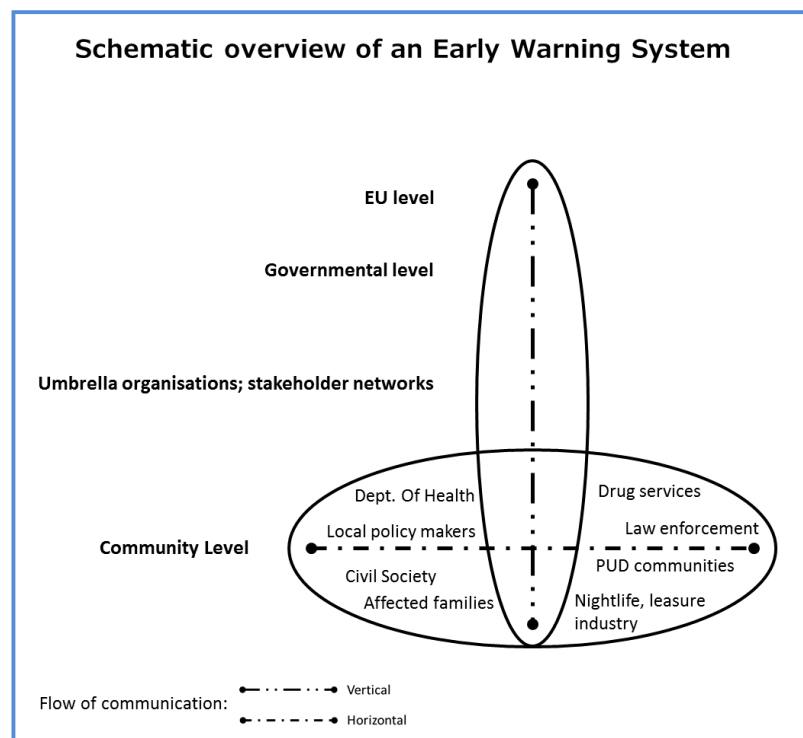 Schematic overview of an Early Warning System
EU level
Governmental level
Umbrella organisations; stakeholder networks
Dept. Of Health
Drug services
Local policy makers
Law enforcement
Community Level
PUD communities
Civil Society
Affected families
Nightlife, leasure
industry
Flow of communication:
Vertical
Horizontal